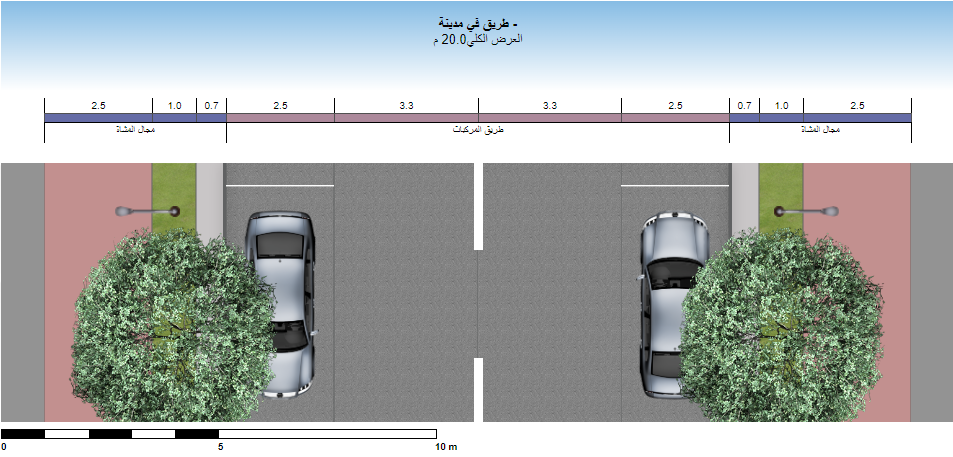 - طريق في مدينة
العرض الكلي20.0 م
2.5 1.0 0.7 2.5 3.3 3.3 2.5 0.7 1.0 2.5
مجال المشاة طريق المركبات مجال المشاة
0 5 10 m